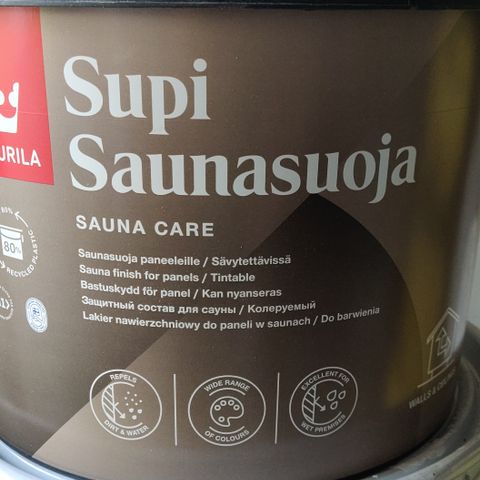 Supi
Saunasuoja
URILA
SAUNA CARE
Saunasuoja paneeleille / Sävytettävissä
Sauna finish for panels / Tintable
Bastuskydd för panel / Kan nyanseras
Защитный состав для сауны / Колеруемый
Lakier nawierzchniowy do paneli w saunach / Do barwienia
80%
RECYCLED PLASTIC
REPELS
DIRT & WATER
WIDE RANGE
OF COLOURS
EXCELLENT FOR
WET PREMISES
WALLS &